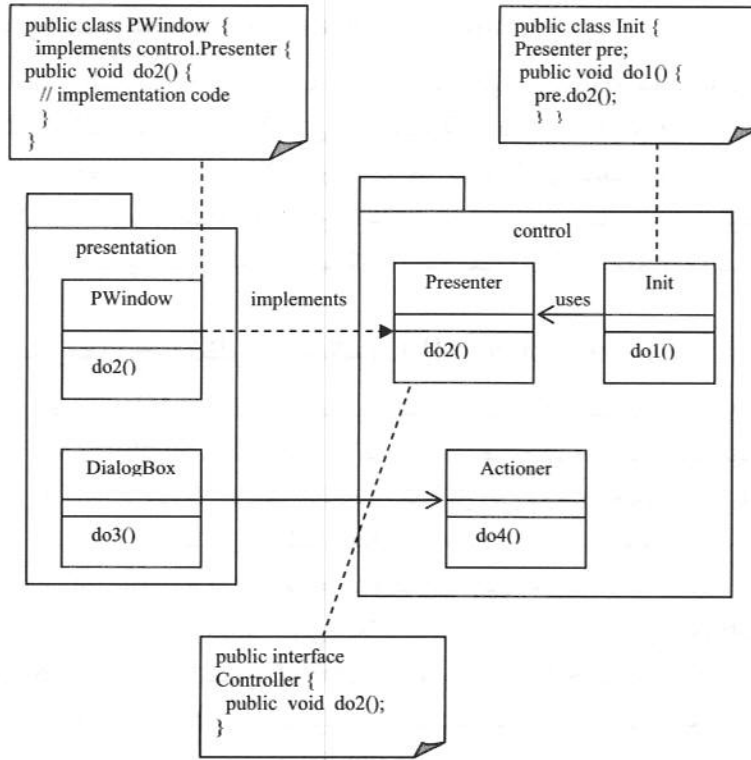 public class PWindow {
implements control.Presenter {
public void do2() {
// implementation code
}
}
public class Init {
Presenter pre;
public void do1() {
pre.do2();
} }
presentation
control
PWindow
do2()
implements
Presenter
do2()
uses
Init
do1()
DialogBox
do3()
Actioner
do4()
public interface
Controller {
public void do2();
}